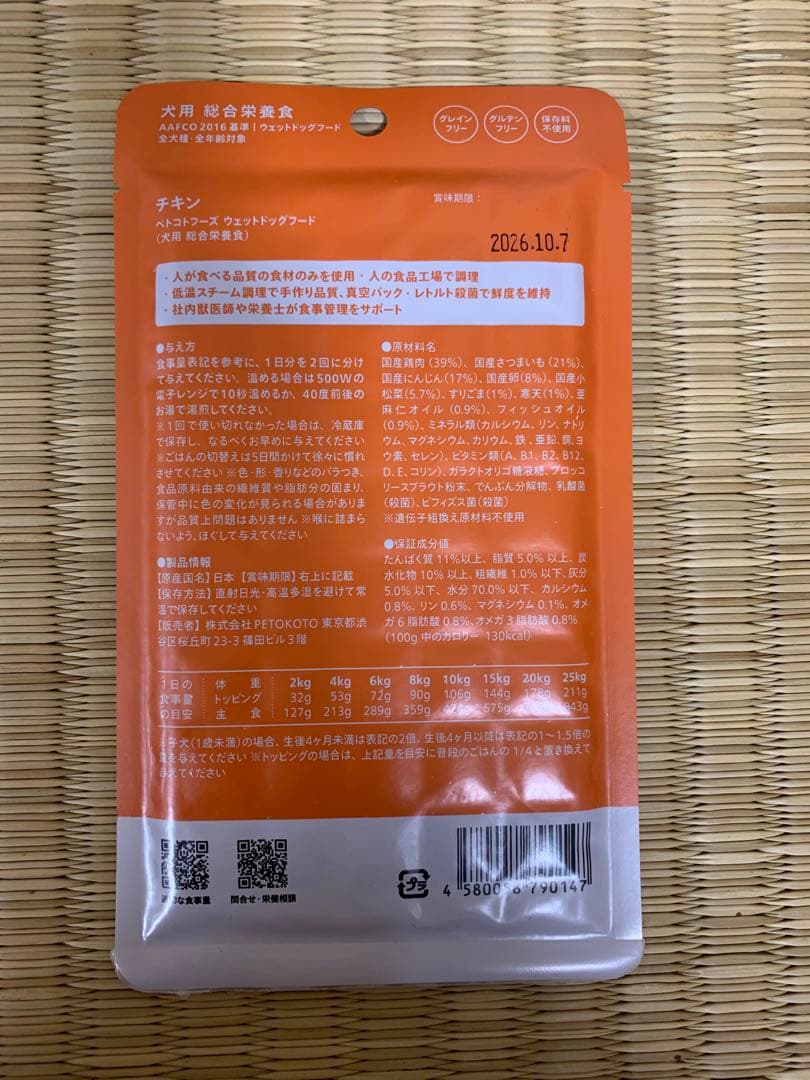 犬用 総合栄養食
AAFCO 2016 基準 | ウェットドッグフード
全犬種・全年齢対象
グレイン
フリー
グルテン
フリー
保存料
不使用
チキン
ペトコトフーズ ウェットドッグフード
(犬用 総合栄養食)
賞味期限:
2026.10.7
・人が食べる品質の食材のみを使用・人の食品工場で調理
・低温スチーム調理で手作り品質、真空パック・レトルト殺菌で鮮度を維持
・社内獣医師や栄養士が食事管理をサポート
●与え方
食事量表記を参考に、1日分を2回に分け
て与えてください。温める場合は500Wの
電子レンジで10秒温めるか、40度前後の
お湯で湯煎してください。
※1回で使い切れなかった場合は、冷蔵庫
で保存し、なるべくお早めに与えてください
※ごはんの切替えは5日間かけて徐々に慣れ
させてください ※色・形・香りなどのバラつき、
食品原料由来の繊維質や脂肪分の固まり、
保管中に色の変化が見られる場合がありま
すが品質上問題はありません ※喉に詰まら
ないよう、ほぐして与えてください
●製品情報
【原産国名】日本 【賞味期限】右上に記載
【保存方法】直射日光・高温多湿を避けて常
温で保存してください
【販売者】株式会社 PETOKOTO 東京都渋
谷区桜丘町 23-3 篠田ビル 3 階
●原材料名
国産鶏肉 (39%)、国産さつまいも (21%)、
国産にんじん(17%)、国産卵(8%)、国産小
松菜(5.7%)、すりごま(1%)、寒天(1%)、亜
麻仁オイル (0.9%)、フィッシュオイル
(0.9%)、ミネラル類(カルシウム、リン、ナトリ
ウム、マグネシウム、カリウム、鉄、亜鉛、銅、ヨ
ウ素、セレン)、ビタミン類(A、B1、B2、B12、
D、E、コリン)、ガラクトオリゴ糖液糖、ブロッコ
リースプラウト粉末、でんぷん分解物、乳酸菌
(殺菌)、ビフィズス菌(殺菌)
※遺伝子組換え原材料不使用
●保証成分値
たんぱく質 11%以上、脂質 5.0% 以上、炭
水化物 10% 以上、粗繊維 1.0% 以下、灰分
5.0% 以下、水分 70.0% 以下、カルシウム
0.8%、リン 0.6%、マグネシウム 0.1%、オメ
ガ 6 脂肪酸 0.8%、オメガ 3 脂肪酸 0.8%
(100g 中のカロリー 130kcal)
1日の 体 重 2kg 4kg 6kg 8kg 10kg 15kg 20kg 25kg
食事量 トッピング 32g 53g 72g 90g 106g 144g 178g 211g
の目安 主 食 127g 213g 289g 359g 575g
※子犬(1歳未満)の場合、生後4ヶ月未満は表記の2倍、生後4ヶ月以降は表記の1〜1.5倍の
量を与えてください ※トッピングの場合は、上記量を目安に普段のごはんの 1/4 と置き換えて
与えてください
適切な食事量
問合せ・栄養相談
プラ
4 580058 790147